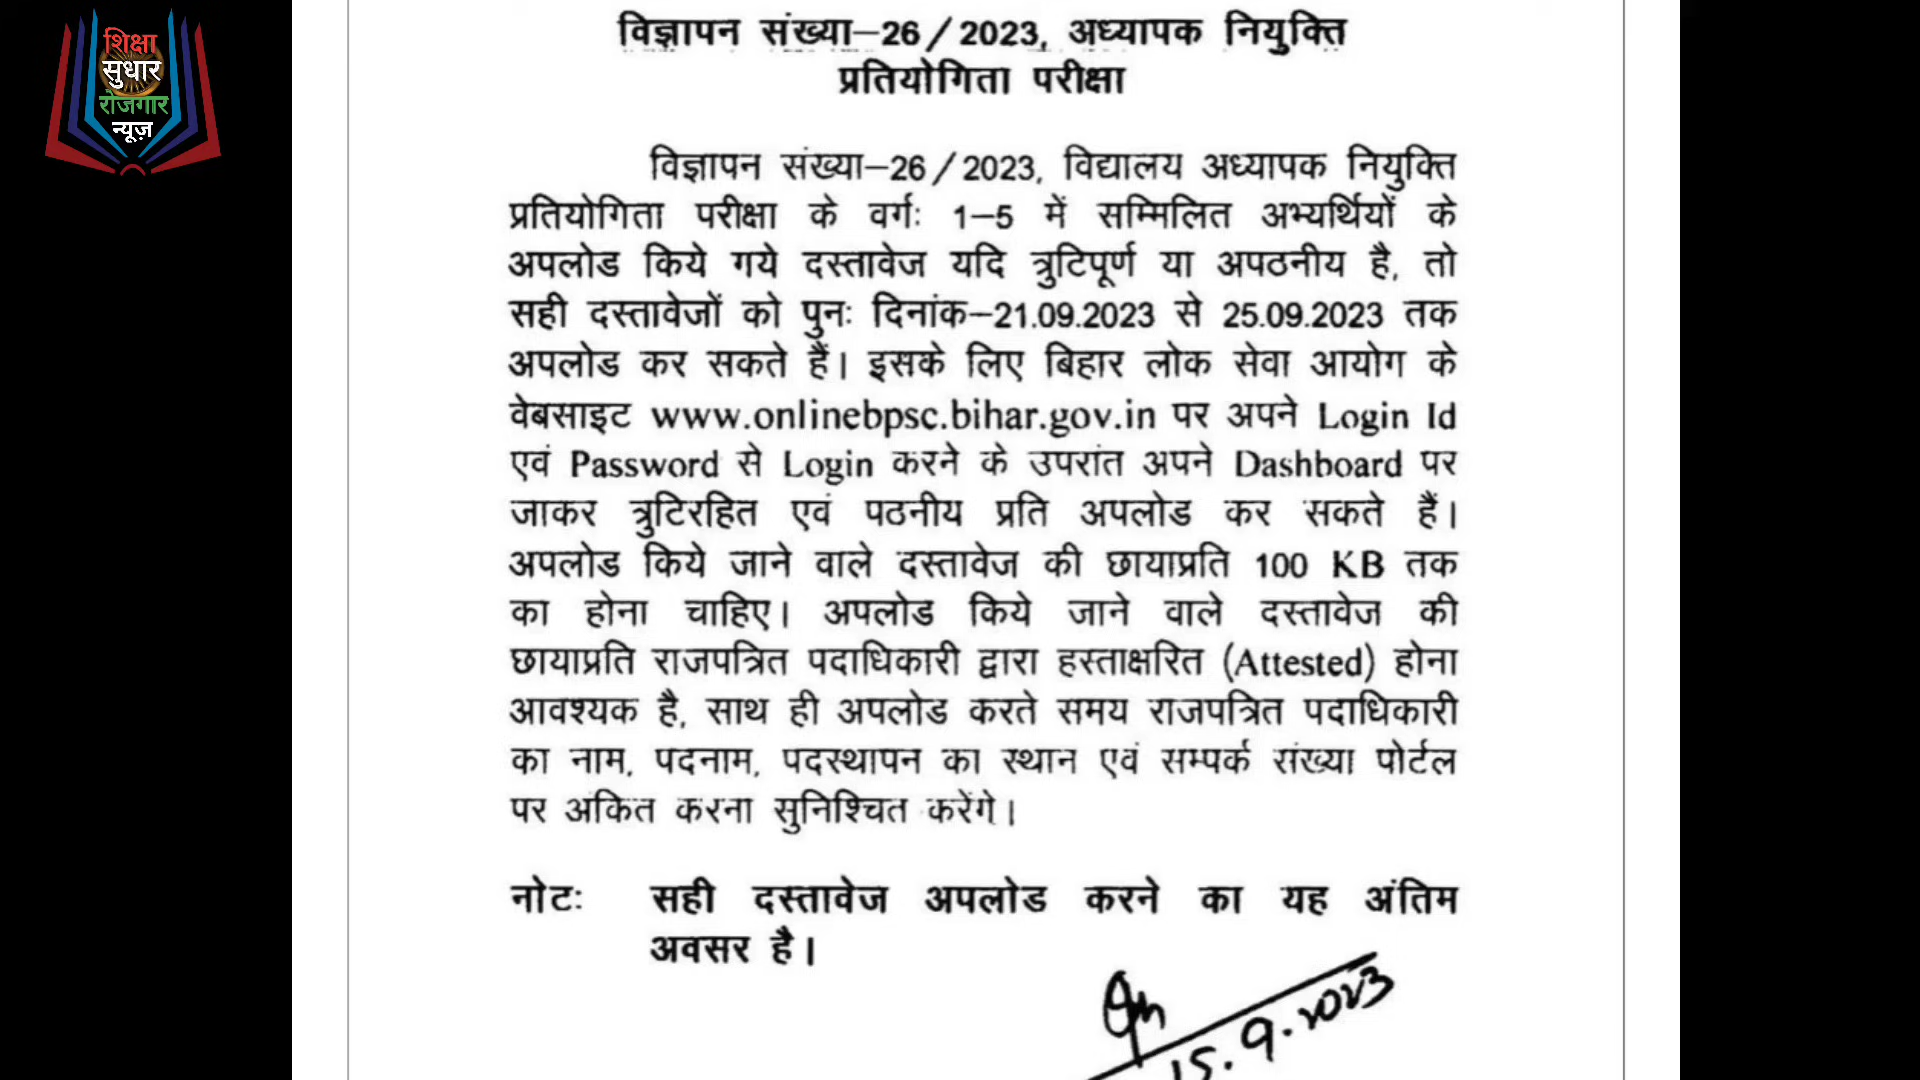 शिक्षा
सुधार
रोजगार
न्यूज़
विज्ञापन संख्या–26/2023, अध्यापक नियुक्ति
प्रतियोगिता परीक्षा
विज्ञापन संख्या–26/2023, विद्यालय अध्यापक नियुक्ति
प्रतियोगिता परीक्षा के वर्गः 1–5 में सम्मिलित अभ्यर्थियों के
अपलोड किये गये दस्तावेज यदि त्रुटिपूर्ण या अपठनीय है, तो
सही दस्तावेजों को पुनः दिनांक–21.09.2023 से 25.09.2023 तक
अपलोड कर सकते हैं। इसके लिए बिहार लोक सेवा आयोग के
वेबसाइट www.onlinebpsc.bihar.gov.in पर अपने Login Id
एवं Password से Login करने के उपरांत अपने Dashboard पर
जाकर त्रुटिरहित एवं पठनीय प्रति अपलोड कर सकते हैं।
अपलोड किये जाने वाले दस्तावेज की छायाप्रति 100 KB तक
का होना चाहिए। अपलोड किये जाने वाले दस्तावेज की
छायाप्रति राजपत्रित पदाधिकारी द्वारा हस्ताक्षरित (Attested) होना
आवश्यक है, साथ ही अपलोड करते समय राजपत्रित पदाधिकारी
का नाम, पदनाम, पदस्थापन का स्थान एवं सम्पर्क संख्या पोर्टल
पर अंकित करना सुनिश्चित करेंगे।
नोटः सही दस्तावेज अपलोड करने का यह अंतिम
अवसर है।
15.9.2023